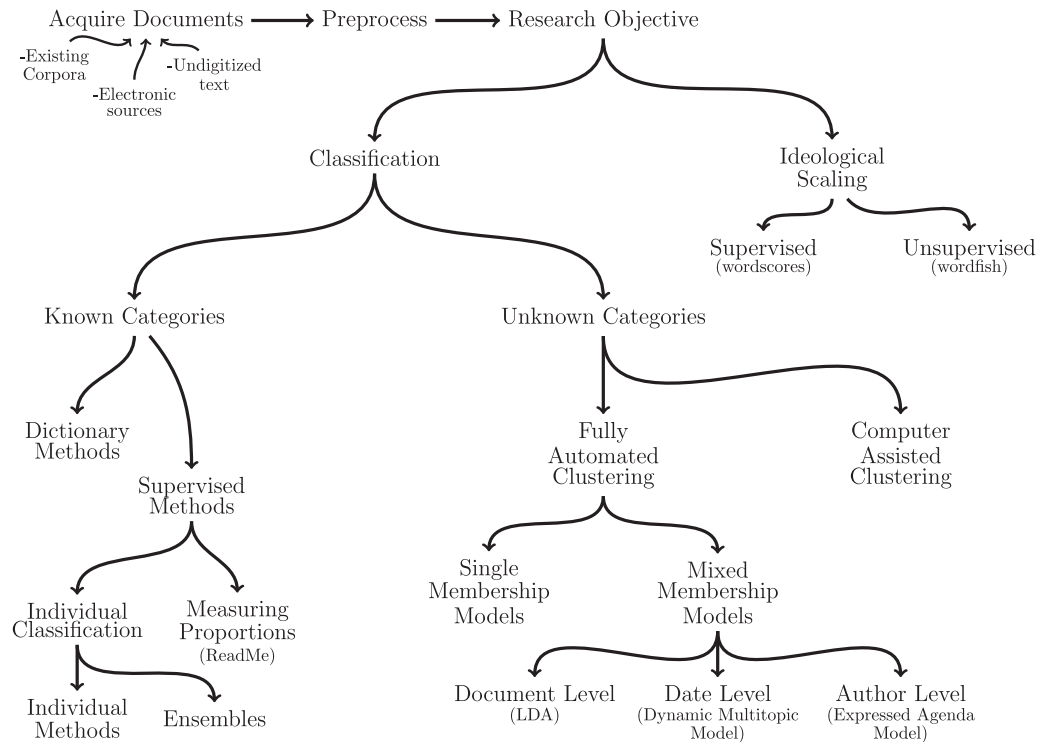 Acquire Documents
Preprocess
Research Objective
-Existing
Corpora
-Electronic
sources
-Undigitized
text
Classification
Ideological
Scaling
Supervised
(wordscores)
Unsupervised
(wordfish)
Known Categories
Unknown Categories
Dictionary
Methods
Supervised
Methods
Fully
Automated
Clustering
Computer
Assisted
Clustering
Individual
Classification
Measuring
Proportions
(ReadMe)
Single
Membership
Models
Mixed
Membership
Models
Individual
Methods
Ensembles
Document Level
(LDA)
Date Level
(Dynamic Multitopic
Model)
Author Level
(Expressed Agenda
Model)